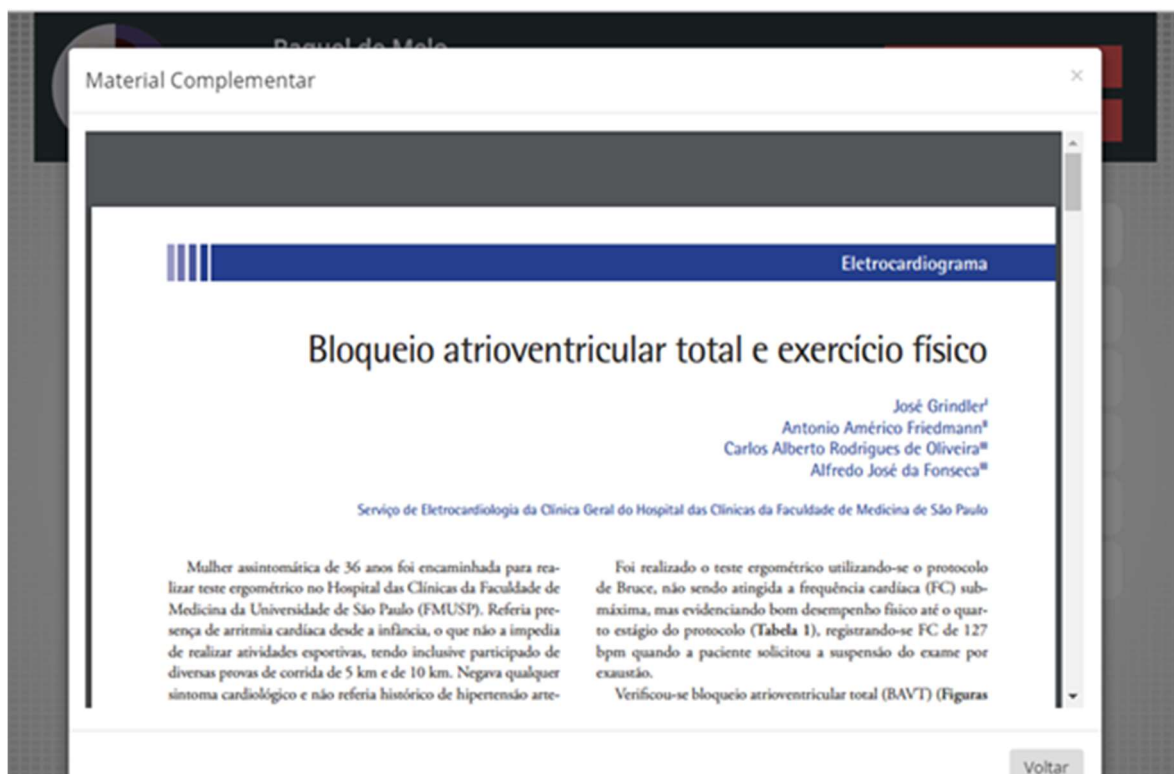 Raquel de Melo
Material Complementar
×
Eletrocardiograma
Bloqueio atrioventricular total e exercício físico
José Grindlerᴵ
Antonio Américo Friedmannᴵᴵ
Carlos Alberto Rodrigues de Oliveiraᴵᴵᴵ
Alfredo José da Fonsecaᴵᴵᴵ
Serviço de Eletrocardiologia da Clínica Geral do Hospital das Clínicas da Faculdade de Medicina de São Paulo
Mulher assintomática de 36 anos foi encaminhada para rea-
lizar teste ergométrico no Hospital das Clínicas da Faculdade de
Medicina da Universidade de São Paulo (FMUSP). Referia pre-
sença de arritmia cardíaca desde a infância, o que não a impedia
de realizar atividades esportivas, tendo inclusive participado de
diversas provas de corrida de 5 km e de 10 km. Negava qualquer
sintoma cardiológico e não referia histórico de hipertensão arte-
Foi realizado o teste ergométrico utilizando-se o protocolo
de Bruce, não sendo atingida a frequência cardíaca (FC) sub-
máxima, mas evidenciando bom desempenho físico até o quar-
to estágio do protocolo (Tabela 1), registrando-se FC de 127
bpm quando a paciente solicitou a suspensão do exame por
exaustão.
Verificou-se bloqueio atrioventricular total (BAVT) (Figuras
Voltar